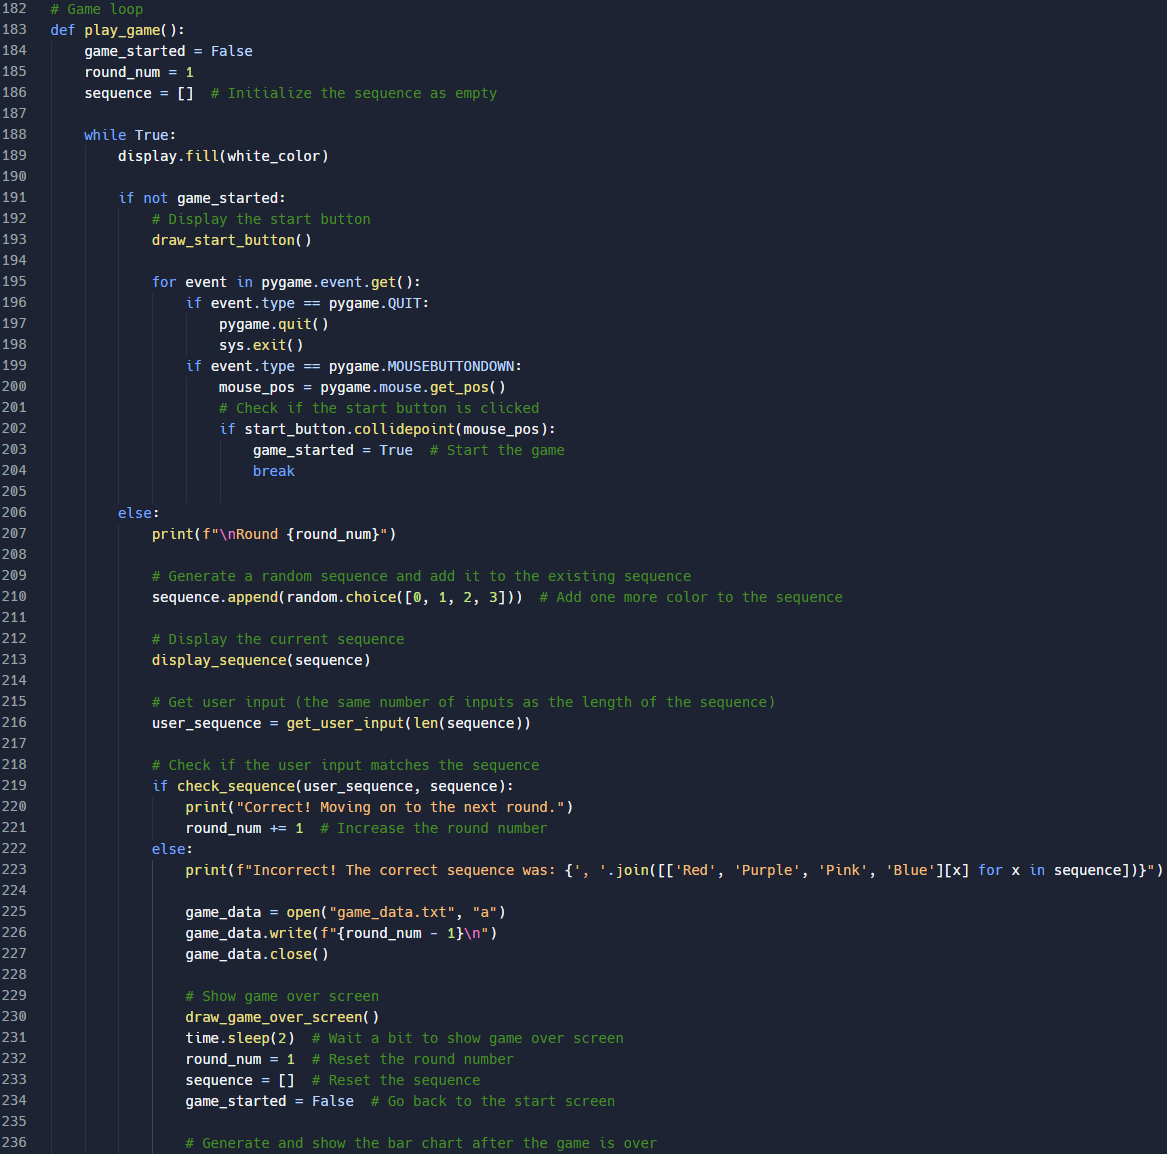 182 # Game loop
183 def play_game():
184     game_started = False
185     round_num = 1
186     sequence = []  # Initialize the sequence as empty
187
188     while True:
189         display.fill(white_color)
190
191         if not game_started:
192             # Display the start button
193             draw_start_button()
194
195             for event in pygame.event.get():
196                 if event.type == pygame.QUIT:
197                     pygame.quit()
198                     sys.exit()
199                 if event.type == pygame.MOUSEBUTTONDOWN:
200                     mouse_pos = pygame.mouse.get_pos()
201                     # Check if the start button is clicked
202                     if start_button.collidepoint(mouse_pos):
203                         game_started = True  # Start the game
204                         break
205
206         else:
207             print(f"\nRound {round_num}")
208
209             # Generate a random sequence and add it to the existing sequence
210             sequence.append(random.choice([0, 1, 2, 3]))  # Add one more color to the sequence
211
212             # Display the current sequence
213             display_sequence(sequence)
214
215             # Get user input (the same number of inputs as the length of the sequence)
216             user_sequence = get_user_input(len(sequence))
217
218             # Check if the user input matches the sequence
219             if check_sequence(user_sequence, sequence):
220                 print("Correct! Moving on to the next round.")
221                 round_num += 1  # Increase the round number
222             else:
223                 print(f"Incorrect! The correct sequence was: {', '.join([['Red', 'Purple', 'Pink', 'Blue'][x] for x in sequence])}")
224
225                 game_data = open("game_data.txt", "a")
226                 game_data.write(f"{round_num - 1}\n")
227                 game_data.close()
228
229                 # Show game over screen
230                 draw_game_over_screen()
231                 time.sleep(2)  # Wait a bit to show game over screen
232                 round_num = 1  # Reset the round number
233                 sequence = []  # Reset the sequence
234                 game_started = False  # Go back to the start screen
235
236                 # Generate and show the bar chart after the game is over